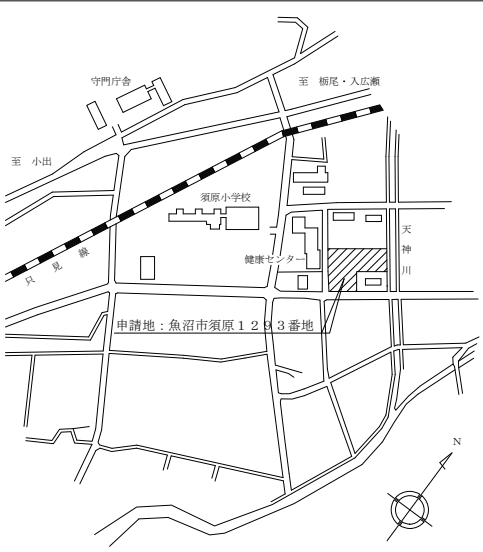 守門庁舎
至 栃尾・入広瀬
至 小出
須原小学校
天神川
健康センター
只見線
申請地：魚沼市須原１２９３番地
N